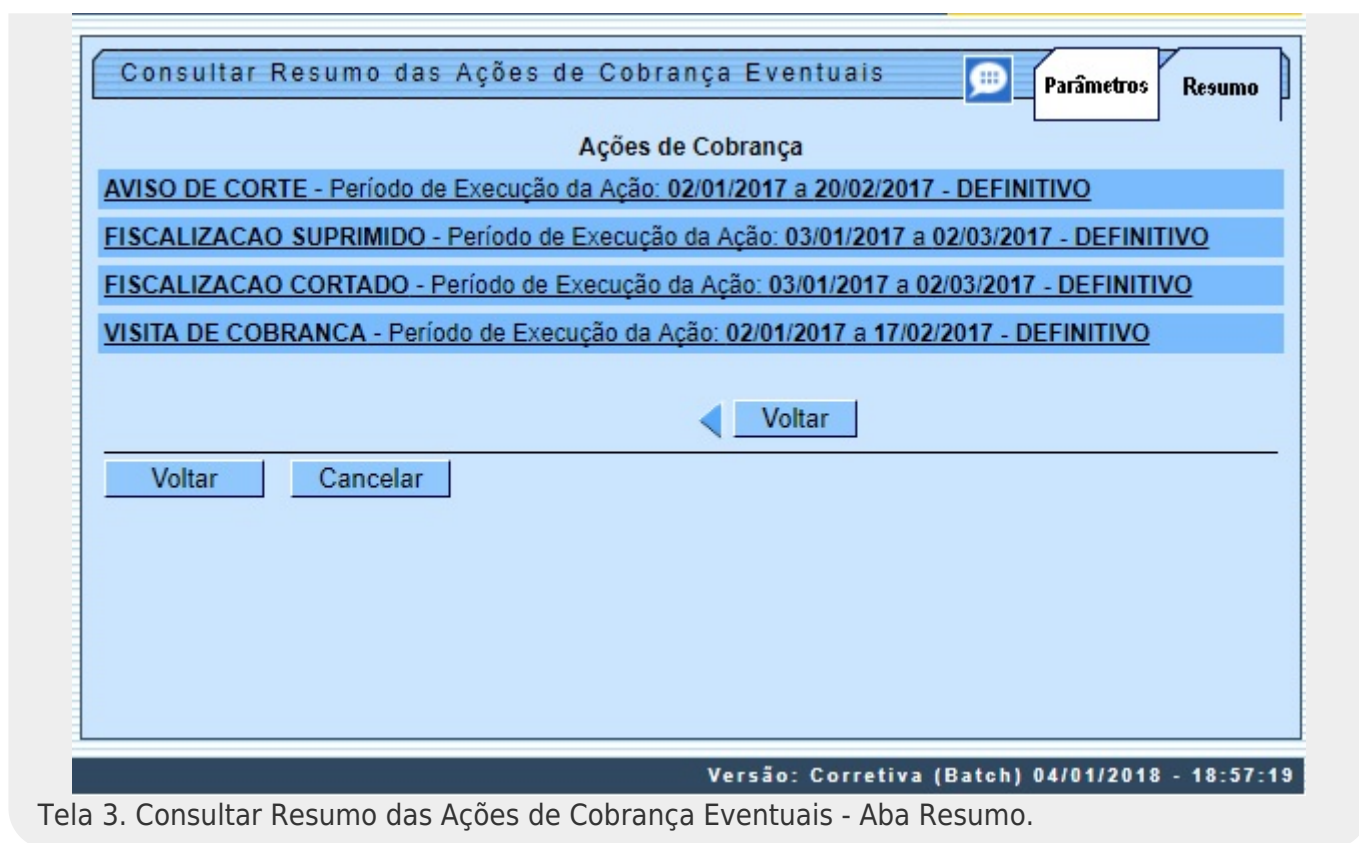 Consultar Resumo das Ações de Cobrança Eventuais
Parâmetros
Resumo
Ações de Cobrança
AVISO DE CORTE - Período de Execução da Ação: 02/01/2017 a 20/02/2017 - DEFINITIVO
FISCALIZACAO SUPRIMIDO - Período de Execução da Ação: 03/01/2017 a 02/03/2017 - DEFINITIVO
FISCALIZACAO CORTADO - Período de Execução da Ação: 03/01/2017 a 02/03/2017 - DEFINITIVO
VISITA DE COBRANCA - Período de Execução da Ação: 02/01/2017 a 17/02/2017 - DEFINITIVO
Voltar
Voltar Cancelar
Versão: Corretiva (Batch) 04/01/2018 - 18:57:19
Tela 3. Consultar Resumo das Ações de Cobrança Eventuais - Aba Resumo.